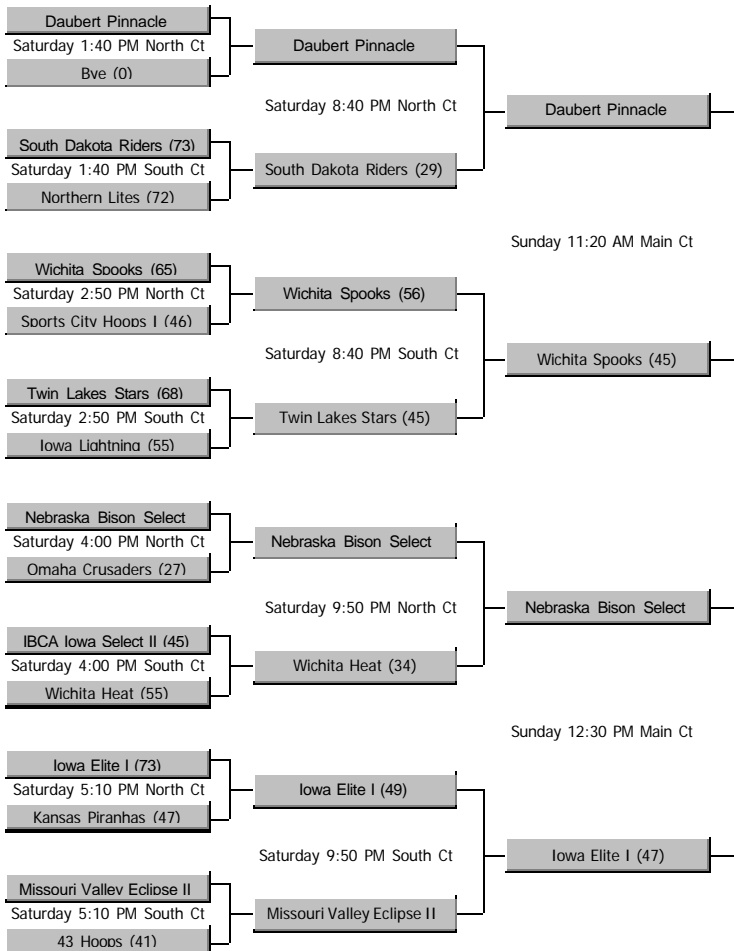 Daubert Pinnacle
Saturday 1:40 PM North Ct
Bye (0)
South Dakota Riders (73)
Saturday 1:40 PM South Ct
Northern Lites (72)
Wichita Spooks (65)
Saturday 2:50 PM North Ct
Sports City Hoops I (46)
Twin Lakes Stars (68)
Saturday 2:50 PM South Ct
Iowa Lightning (55)
Nebraska Bison Select
Saturday 4:00 PM North Ct
Omaha Crusaders (27)
IBCA Iowa Select II (45)
Saturday 4:00 PM South Ct
Wichita Heat (55)
Iowa Elite I (73)
Saturday 5:10 PM North Ct
Kansas Piranhas (47)
Missouri Valley Eclipse II
Saturday 5:10 PM South Ct
43 Hoops (41)
Daubert Pinnacle
Saturday 8:40 PM North Ct
South Dakota Riders (29)
Wichita Spooks (56)
Saturday 8:40 PM South Ct
Twin Lakes Stars (45)
Nebraska Bison Select
Saturday 9:50 PM North Ct
Wichita Heat (34)
Iowa Elite I (49)
Saturday 9:50 PM South Ct
Missouri Valley Eclipse II
Daubert Pinnacle
Sunday 11:20 AM Main Ct
Wichita Spooks (45)
Nebraska Bison Select
Sunday 12:30 PM Main Ct
Iowa Elite I (47)